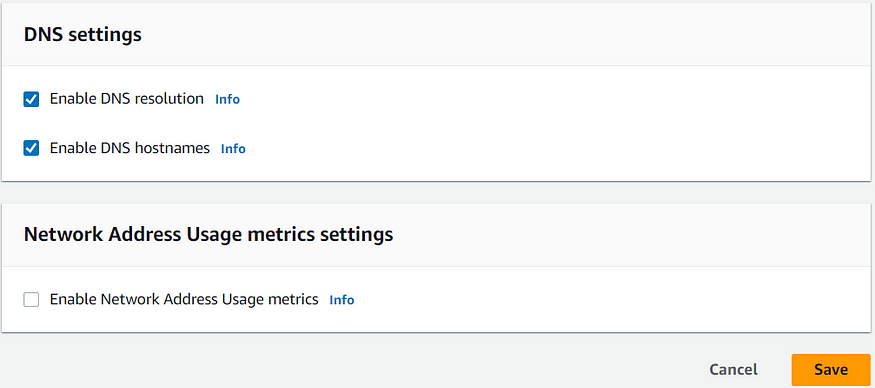 DNS settings
Enable DNS resolution Info
Enable DNS hostnames Info
Network Address Usage metrics settings
Enable Network Address Usage metrics Info
Cancel Save